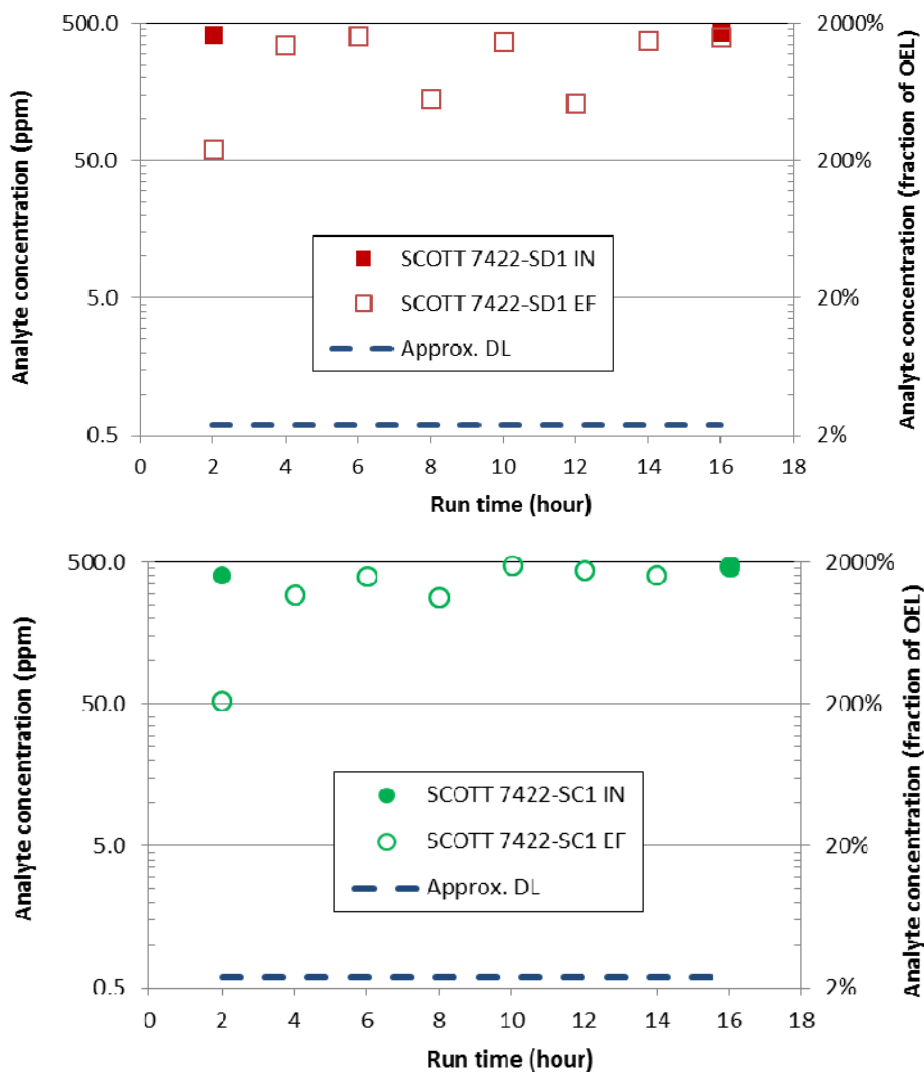 Analyte concentration (ppm)
500.0
50.0
5.0
0.5
2000%
200%
20%
2%
Analyte concentration (fraction of OEL)
SCOTT 7422-SD1 IN
SCOTT 7422-SD1 EF
Approx. DL
0 2 4 6 8 10 12 14 16 18
Run time (hour)
Analyte concentration (ppm)
500.0
50.0
5.0
0.5
2000%
200%
20%
2%
Analyte concentration (fraction of OEL)
SCOTT 7422-SC1 IN
SCOTT 7422-SC1 EF
Approx. DL
0 2 4 6 8 10 12 14 16 18
Run time (hour)